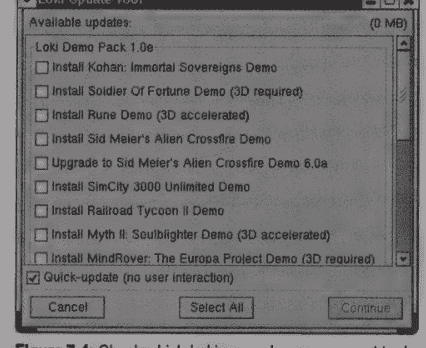 Loki Update Tool
Available updates: (0 MB)
Loki Demo Pack 1.0e
Install Kohan: Immortal Sovereigns Demo
Install Soldier Of Fortune Demo (3D required)
Install Rune Demo (3D accelerated)
Install Sid Meier's Alien Crossfire Demo
Upgrade to Sid Meier's Alien Crossfire Demo 6.0a
Install SimCity 3000 Unlimited Demo
Install Railroad Tycoon II Demo
Install Myth II: Soulblighter Demo (3D accelerated)
Install MindRover: The Europa Project Demo (3D required)
Quick-update (no user interaction)
Cancel Select All Continue